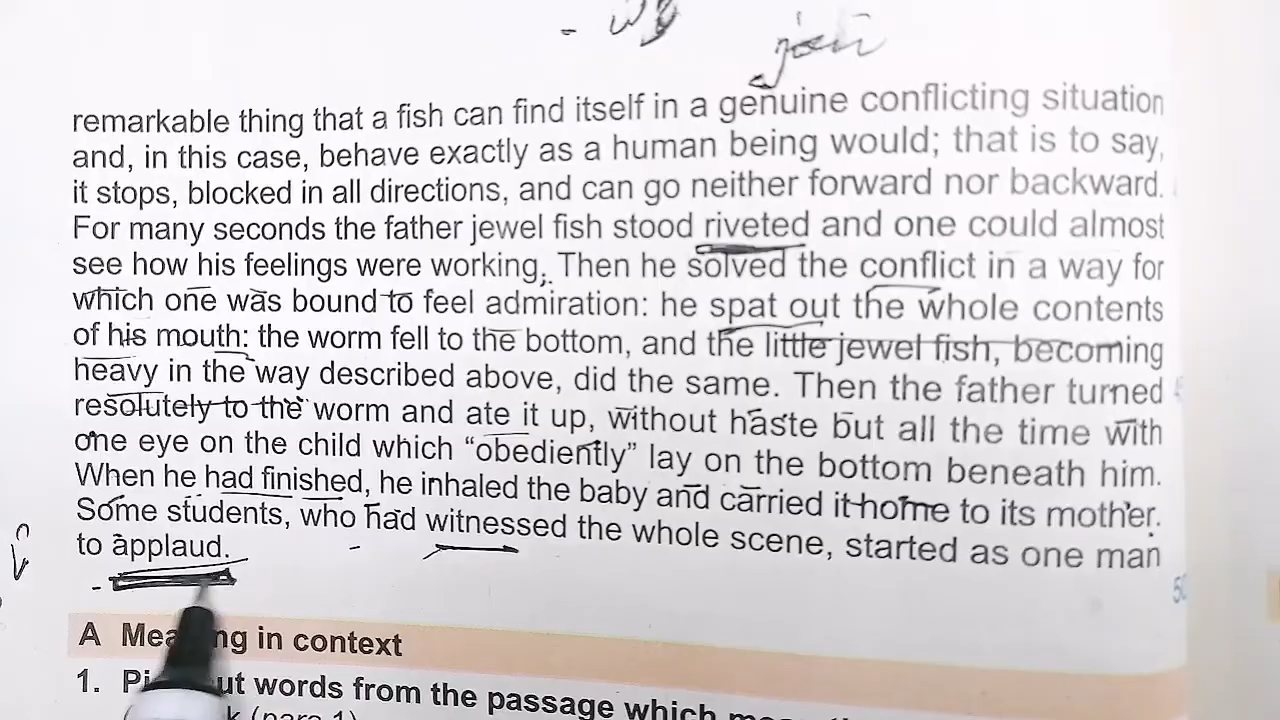 remarkable thing that a fish can find itself in a genuine conflicting situation
and, in this case, behave exactly as a human being would; that is to say,
it stops, blocked in all directions, and can go neither forward nor backward.
For many seconds the father jewel fish stood riveted and one could almost
see how his feelings were working. Then he solved the conflict in a way for
which one was bound to feel admiration: he spat out the whole contents
of his mouth: the worm fell to the bottom, and the little jewel fish, becoming
heavy in the way described above, did the same. Then the father turned
resolutely to the worm and ate it up, without haste but all the time with
one eye on the child which “obediently” lay on the bottom beneath him.
When he had finished, he inhaled the baby and carried it home to its mother.
Some students, who had witnessed the whole scene, started as one man
to applaud.
A Meaning in context
1. out words from the passage which
(para 1)